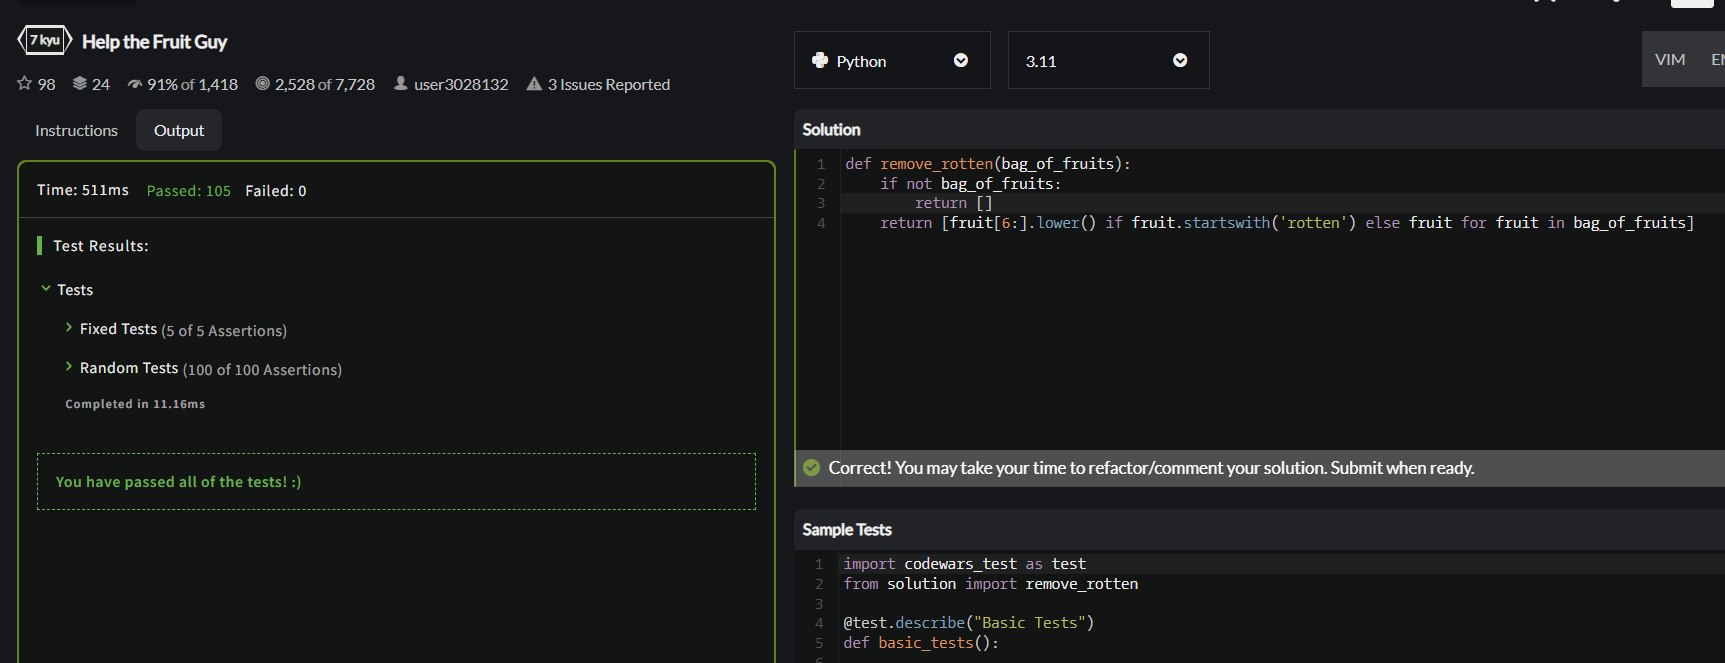 7 kyu Help the Fruit Guy
98 24 91% of 1,418 2,528 of 7,728 user3028132 3 Issues Reported
Instructions Output
Time: 511ms Passed: 105 Failed: 0
Test Results:
Tests
Fixed Tests (5 of 5 Assertions)
Random Tests (100 of 100 Assertions)
Completed in 11.16ms
You have passed all of the tests! :)
Python 3.11 VIM
Solution
1 def remove_rotten(bag_of_fruits):
2 if not bag_of_fruits:
3 return []
4 return [fruit[6:].lower() if fruit.startswith('rotten') else fruit for fruit in bag_of_fruits]
Correct! You may take your time to refactor/comment your solution. Submit when ready.
Sample Tests
1 import codewars_test as test
2 from solution import remove_rotten
3
4 @test.describe("Basic Tests")
5 def basic_tests():